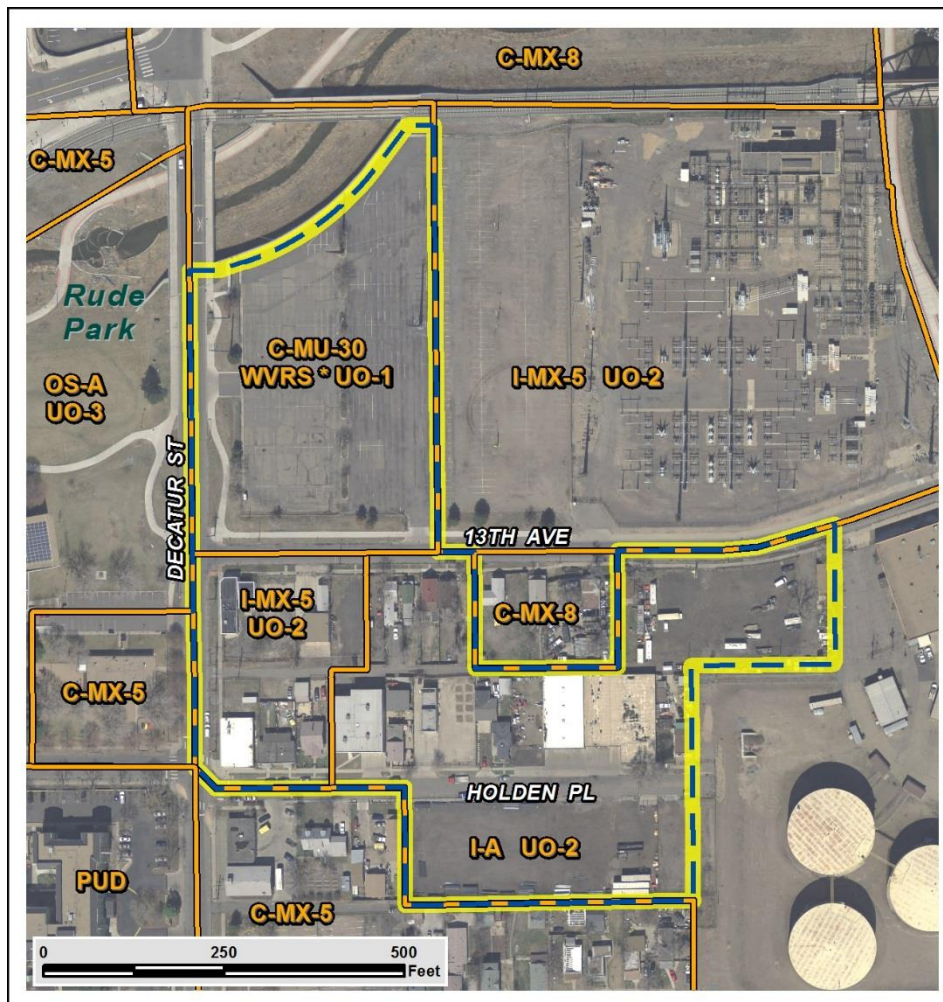 C-MX-8
C-MX-5
Rude
Park
C-MU-30
WVRS * UO-1
I-MX-5 UO-2
OS-A
UO-3
DECATUR ST
13TH AVE
I-MX-5
UO-2
C-MX-8
C-MX-5
HOLDEN PL
I-A UO-2
PUD
C-MX-5
0 250 500
Feet